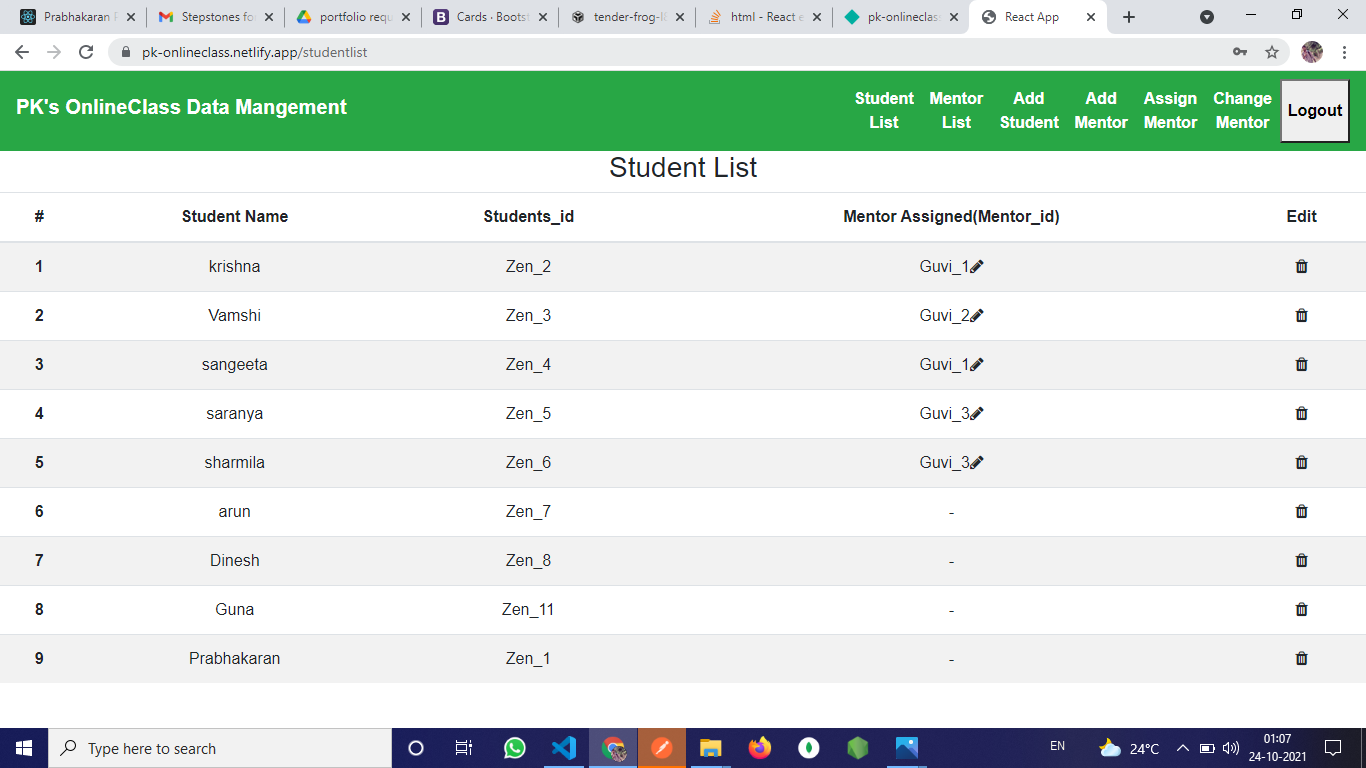 Prabhakaran
Stepstones fo
portfolio requ
Cards · Bootst
tender-frog-l8
html - React e
pk-onlineclass
React App
pk-onlineclass.netlify.app/studentlist
PK's OnlineClass Data Mangement
Student List
Mentor List
Add Student
Add Mentor
Assign Mentor
Change Mentor
Logout
Student List
# Student Name Students_id Mentor Assigned(Mentor_id) Edit
1 krishna Zen_2 Guvi_1
2 Vamshi Zen_3 Guvi_2
3 sangeeta Zen_4 Guvi_1
4 saranya Zen_5 Guvi_3
5 sharmila Zen_6 Guvi_3
6 arun Zen_7 -
7 Dinesh Zen_8 -
8 Guna Zen_11 -
9 Prabhakaran Zen_1 -
Type here to search
EN
24°C
01:07
24-10-2021